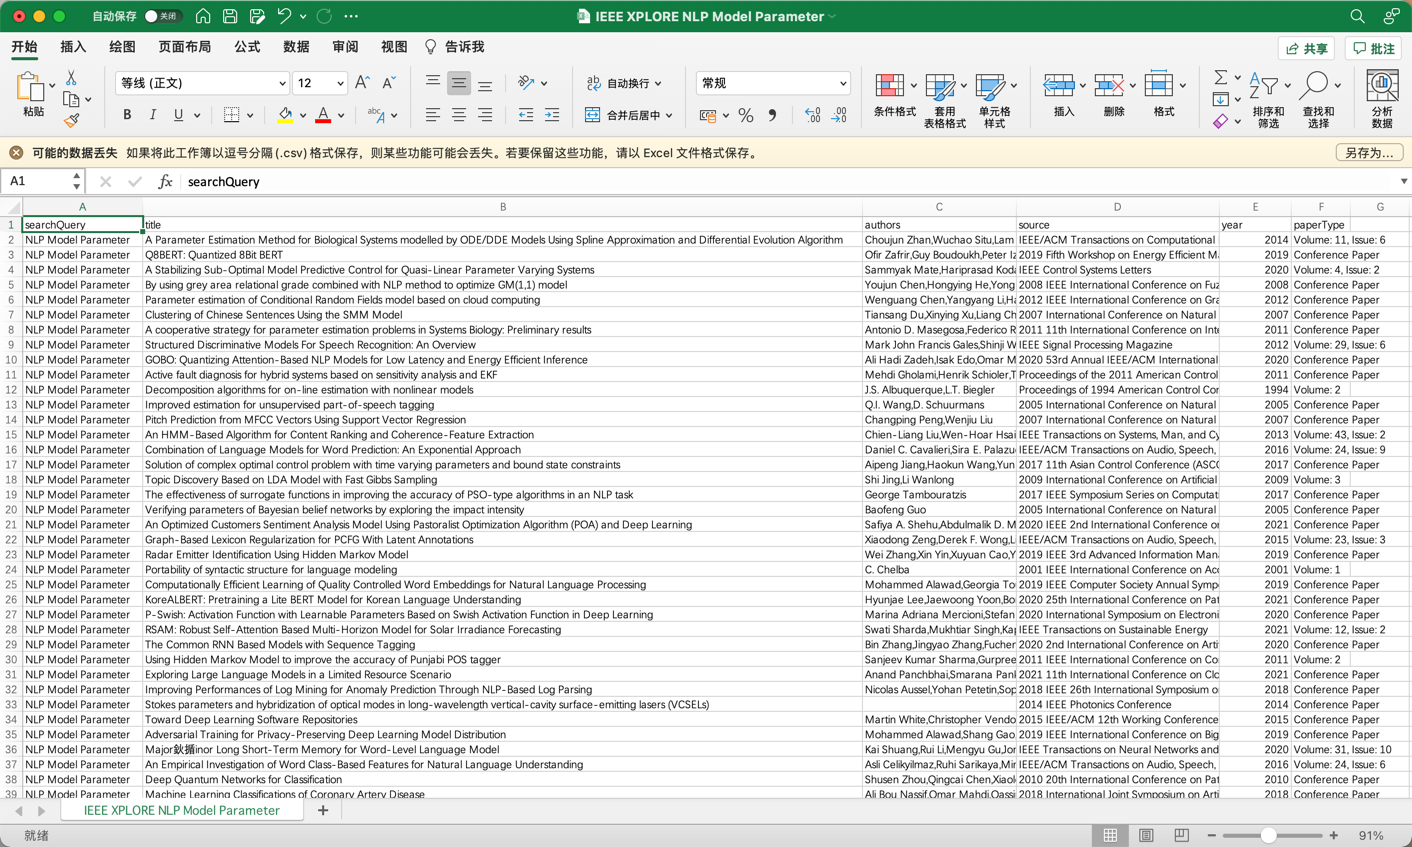 自动保存 关闭 IEEE XPLORE NLP Model Parameter
开始 插入 绘图 页面布局 公式 数据 审阅 视图 告诉我 共享 批注
粘贴 等线 (正文) 12 A A 自动换行 常规 条件格式 套用 表格格式 单元格 样式 插入 删除 格式 排序和 筛选 查找和 选择 分析 数据
B I U A abc 合并后居中 % .00 .0
可能的数据丢失 如果将此工作簿以逗号分隔 (.csv) 格式保存，则某些功能可能会丢失。若要保留这些功能，请以 Excel 文件格式保存。 另存为...
A1 fx searchQuery
A B C D E F G
1 searchQuery title authors source year paperType
2 NLP Model Parameter A Parameter Estimation Method for Biological Systems modelled by ODE/DDE Models Using Spline Approximation and Differential Evolution Algorithm Choujun Zhan,Wuchao Situ,Lam IEEE/ACM Transactions on Computational 2014 Volume: 11, Issue: 6
3 NLP Model Parameter Q8BERT: Quantized 8Bit BERT Ofir Zafrir,Guy Boudoukh,Peter Iz 2019 Fifth Workshop on Energy Efficient M 2019 Conference Paper
4 NLP Model Parameter A Stabilizing Sub-Optimal Model Predictive Control for Quasi-Linear Parameter Varying Systems Sammyak Mate,Hariprasad Kod IEEE Control Systems Letters 2020 Volume: 4, Issue: 2
5 NLP Model Parameter By using grey area relational grade combined with NLP method to optimize GM(1,1) model Youjun Chen,Hongying He,Yong 2008 IEEE International Conference on Fuz 2008 Conference Paper
6 NLP Model Parameter Parameter estimation of Conditional Random Fields model based on cloud computing Wenguang Chen,Yangyang Li,Ha 2012 IEEE International Conference on Gra 2012 Conference Paper
7 NLP Model Parameter Clustering of Chinese Sentences Using the SMM Model Tiansang Du,Xinying Xu,Liang Ch 2007 International Conference on Natural 2007 Conference Paper
8 NLP Model Parameter A cooperative strategy for parameter estimation problems in Systems Biology: Preliminary results Antonio D. Masegosa,Federico R 2011 11th International Conference on Inte 2011 Conference Paper
9 NLP Model Parameter Structured Discriminative Models For Speech Recognition: An Overview Mark John Francis Gales,Shinji W IEEE Signal Processing Magazine 2012 Volume: 29, Issue: 6
10 NLP Model Parameter GOBO: Quantizing Attention-Based NLP Models for Low Latency and Energy Efficient Inference Ali Hadi Zadeh,Isak Edo,Omar M 2020 53rd Annual IEEE/ACM International 2020 Conference Paper
11 NLP Model Parameter Active fault diagnosis for hybrid systems based on sensitivity analysis and EKF Mehdi Gholami,Henrik Schioler,T Proceedings of the 2011 American Control 2011 Conference Paper
12 NLP Model Parameter Decomposition algorithms for on-line estimation with nonlinear models J.S. Albuquerque,L.T. Biegler Proceedings of 1994 American Control Cor 1994 Volume: 2
13 NLP Model Parameter Improved estimation for unsupervised part-of-speech tagging Q.I. Wang,D. Schuurmans 2005 International Conference on Natural 2005 Conference Paper
14 NLP Model Parameter Pitch Prediction from MFCC Vectors Using Support Vector Regression Changping Peng,Wenjiu Liu 2007 International Conference on Natural 2007 Conference Paper
15 NLP Model Parameter An HMM-Based Algorithm for Content Ranking and Coherence-Feature Extraction Chien-Liang Liu,Wen-Hoar Hsai IEEE Transactions on Systems, Man, and Cy 2013 Volume: 43, Issue: 2
16 NLP Model Parameter Combination of Language Models for Word Prediction: An Exponential Approach Daniel C. Cavalieri,Sira E. Palazu IEEE/ACM Transactions on Audio, Speech, 2016 Volume: 24, Issue: 9
17 NLP Model Parameter Solution of complex optimal control problem with time varying parameters and bound state constraints Aipeng Jiang,Haokun Wang,Yun 2017 11th Asian Control Conference (ASCC 2017 Conference Paper
18 NLP Model Parameter Topic Discovery Based on LDA Model with Fast Gibbs Sampling Shi Jing,Li Wanlong 2009 International Conference on Artificial 2009 Volume: 3
19 NLP Model Parameter The effectiveness of surrogate functions in improving the accuracy of PSO-type algorithms in an NLP task George Tambouratzis 2017 IEEE Symposium Series on Computat 2017 Conference Paper
20 NLP Model Parameter Verifying parameters of Bayesian belief networks by exploring the impact intensity Baofeng Guo 2005 International Conference on Natural 2005 Conference Paper
21 NLP Model Parameter An Optimized Customers Sentiment Analysis Model Using Pastoralist Optimization Algorithm (POA) and Deep Learning Safiya A. Shehu,Abdulmalik D. M 2020 IEEE 2nd International Conference or 2021 Conference Paper
22 NLP Model Parameter Graph-Based Lexicon Regularization for PCFG With Latent Annotations Xiaodong Zeng,Derek F. Wong,L IEEE/ACM Transactions on Audio, Speech, 2015 Volume: 23, Issue: 3
23 NLP Model Parameter Radar Emitter Identification Using Hidden Markov Model Wei Zhang,Xin Yin,Xuyuan Cao,Y 2019 IEEE 3rd Advanced Information Man 2019 Conference Paper
24 NLP Model Parameter Portability of syntactic structure for language modeling C. Chelba 2001 IEEE International Conference on Acc 2001 Volume: 1
25 NLP Model Parameter Computationally Efficient Learning of Quality Controlled Word Embeddings for Natural Language Processing Mohammed Alawad,Georgia To 2019 IEEE Computer Society Annual Symp 2019 Conference Paper
26 NLP Model Parameter KoreALBERT: Pretraining a Lite BERT Model for Korean Language Understanding Hyunjae Lee,Jaewoong Yoon,Bo 2020 25th International Conference on Pat 2021 Conference Paper
27 NLP Model Parameter P-Swish: Activation Function with Learnable Parameters Based on Swish Activation Function in Deep Learning Marina Adriana Mercioni,Stefan 2020 International Symposium on Electroni 2020 Conference Paper
28 NLP Model Parameter RSAM: Robust Self-Attention Based Multi-Horizon Model for Solar Irradiance Forecasting Swati Sharda,Mukhtiar Singh,Kap IEEE Transactions on Sustainable Energy 2021 Volume: 12, Issue: 2
29 NLP Model Parameter The Common RNN Based Models with Sequence Tagging Bin Zhang,Jingyao Zhang,Fucher 2020 2nd International Conference on Arti 2020 Conference Paper
30 NLP Model Parameter Using Hidden Markov Model to improve the accuracy of Punjabi POS tagger Sanjeev Kumar Sharma,Gurpree 2011 IEEE International Conference on Co 2011 Volume: 2
31 NLP Model Parameter Exploring Large Language Models in a Limited Resource Scenario Anand Panchbhai,Smarana Pan 2021 11th International Conference on Clc 2021 Conference Paper
32 NLP Model Parameter Improving Performances of Log Mining for Anomaly Prediction Through NLP-Based Log Parsing Nicolas Aussel,Yohan Petetin,Sop 2018 IEEE 26th International Symposium o 2018 Conference Paper
33 NLP Model Parameter Stokes parameters and hybridization of optical modes in long-wavelength vertical-cavity surface-emitting lasers (VCSELs) 2014 IEEE Photonics Conference 2014 Conference Paper
34 NLP Model Parameter Toward Deep Learning Software Repositories Martin White,Christopher Vendo 2015 IEEE/ACM 12th Working Conference 2015 Conference Paper
35 NLP Model Parameter Adversarial Training for Privacy-Preserving Deep Learning Model Distribution Mohammed Alawad,Shang Gao, 2019 IEEE International Conference on Big 2019 Conference Paper
36 NLP Model Parameter Major鈥揗inor Long Short-Term Memory for Word-Level Language Model Kai Shuang,Rui Li,Mengyu Gu,Jor IEEE Transactions on Neural Networks and 2020 Volume: 31, Issue: 10
37 NLP Model Parameter An Empirical Investigation of Word Class-Based Features for Natural Language Understanding Asli Celikyilmaz,Ruhi Sarikaya,Mir IEEE/ACM Transactions on Audio, Speech, 2016 Volume: 24, Issue: 6
38 NLP Model Parameter Deep Quantum Networks for Classification Shusen Zhou,Qingcai Chen,Xiaol 2010 20th International Conference on Pat 2010 Conference Paper
39 NLP Model Parameter Machine Learning Classifications of Coronary Artery Disease Ali Bou Nassif,Omar Mahdi,Qassi 2018 International Joint Symposium on Arti 2018 Conference Paper
IEEE XPLORE NLP Model Parameter +
就绪 91%